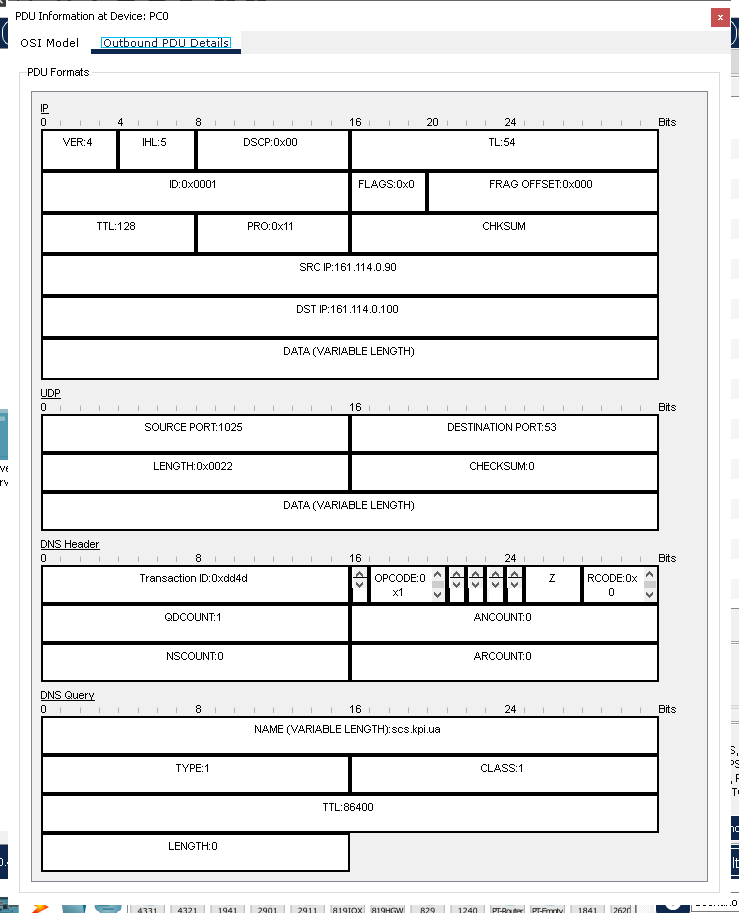 PDU Information at Device: PC0
x
OSI Model Outbound PDU Details
PDU Formats
IP
0 4 8 16 20 24 Bits
VER:4 IHL:5 DSCP:0x00 TL:54
ID:0x0001 FLAGS:0x0 FRAG OFFSET:0x000
TTL:128 PRO:0x11 CHKSUM
SRC IP:161.114.0.90
DST IP:161.114.0.100
DATA (VARIABLE LENGTH)
UDP
0 16 Bits
SOURCE PORT:1025 DESTINATION PORT:53
LENGTH:0x0022 CHECKSUM:0
DATA (VARIABLE LENGTH)
DNS Header
0 8 16 24 Bits
Transaction ID:0xdd4d OPCODE:0 Z RCODE:0x
x1 0
QDCOUNT:1 ANCOUNT:0
NSCOUNT:0 ARCOUNT:0
DNS Query
0 8 16 24 Bits
NAME (VARIABLE LENGTH):scs.kpi.ua
TYPE:1 CLASS:1
TTL:86400
LENGTH:0
4331 4321 1941 2901 2911 819IOX 819HGW 829 1240 PT-Router PT-Empty 1841 2620